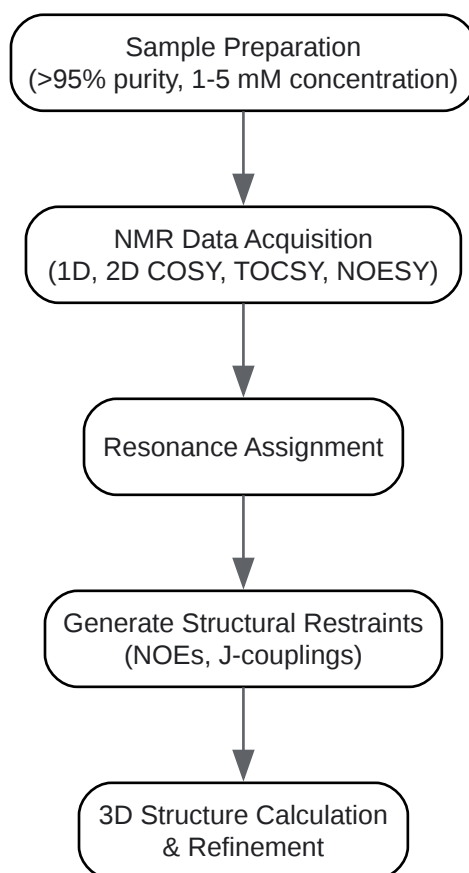 Sample Preparation
(>95% purity, 1-5 mM concentration)
NMR Data Acquisition
(1D, 2D COSY, TOCSY, NOESY)
Resonance Assignment
Generate Structural Restraints
(NOEs, J-couplings)
3D Structure Calculation
& Refinement